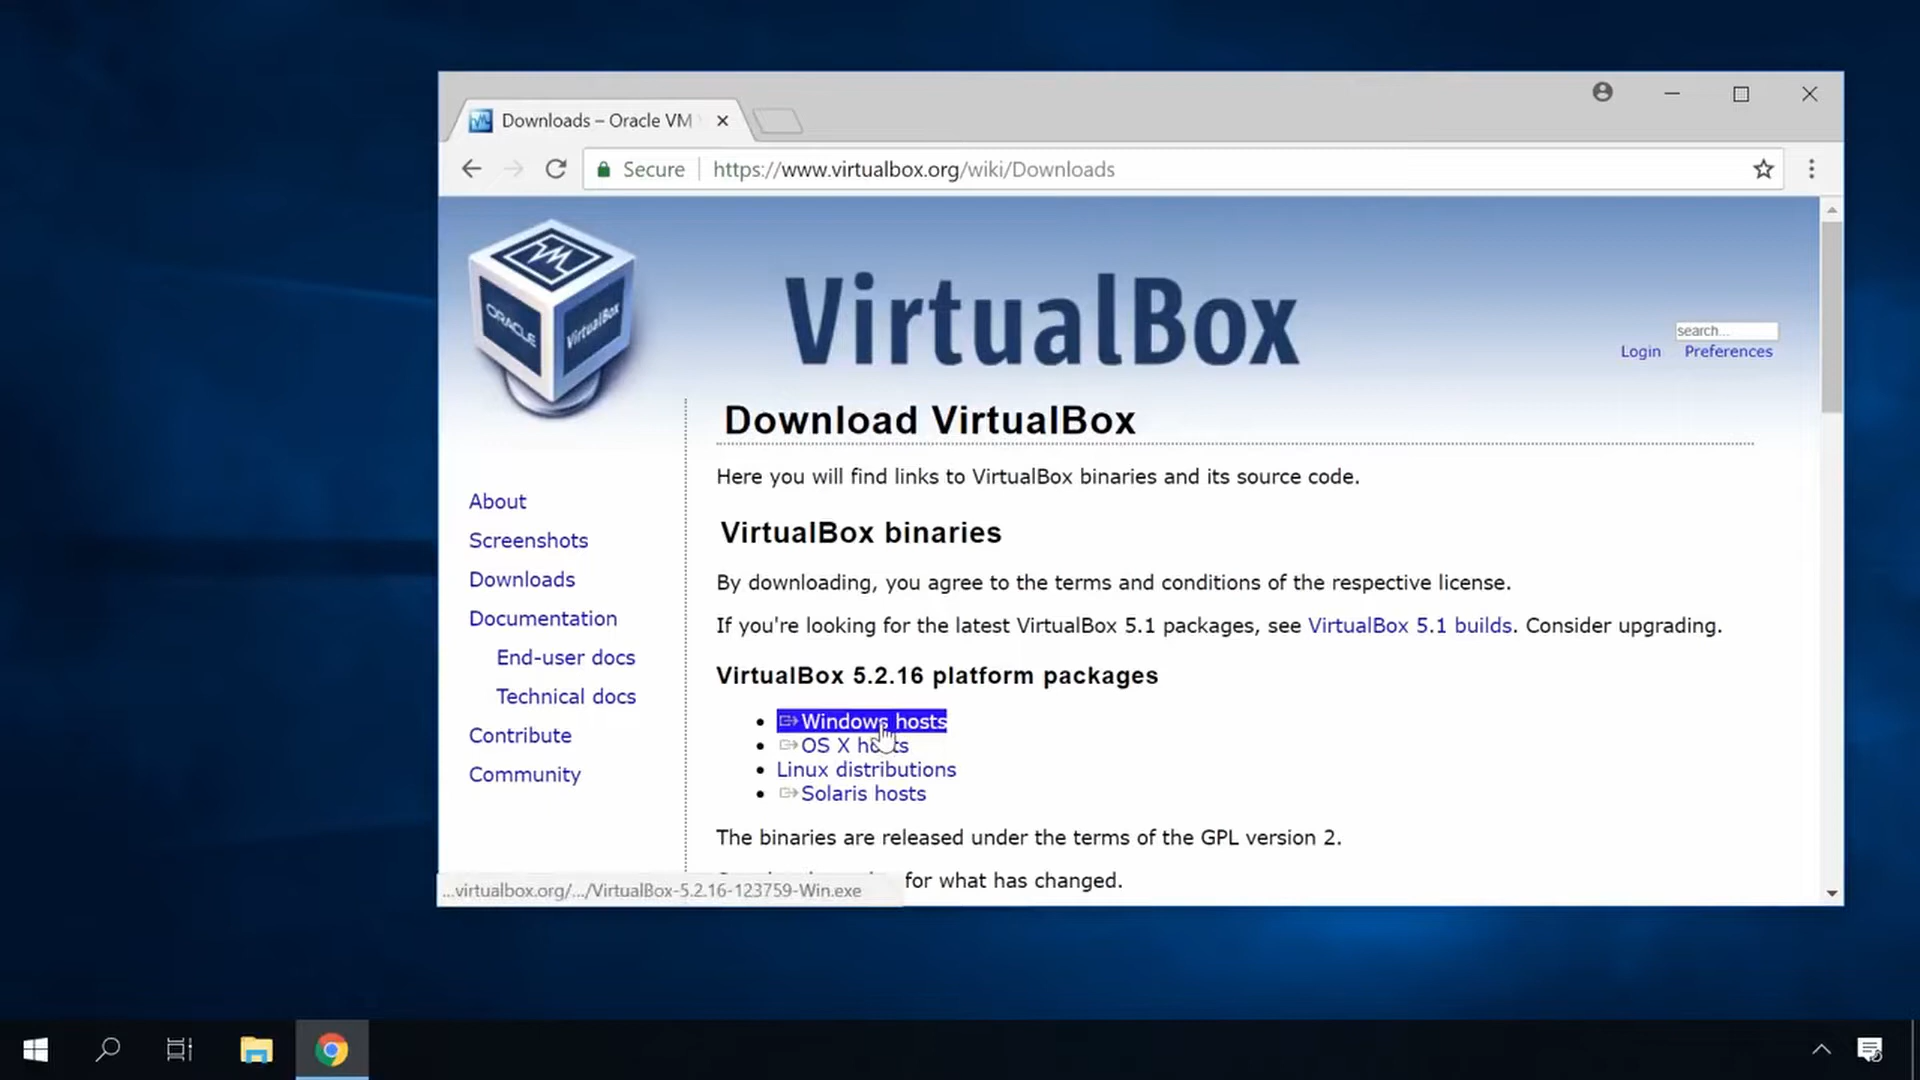 Downloads – Oracle VM
Secure
https://www.virtualbox.org/wiki/Downloads
ORACLE
VirtualBox
VirtualBox
search...
Login
Preferences
Download VirtualBox
Here you will find links to VirtualBox binaries and its source code.
About
Screenshots
Downloads
Documentation
End-user docs
Technical docs
Contribute
Community
VirtualBox binaries
By downloading, you agree to the terms and conditions of the respective license.
If you're looking for the latest VirtualBox 5.1 packages, see VirtualBox 5.1 builds. Consider upgrading.
VirtualBox 5.2.16 platform packages
Windows hosts
OS X hosts
Linux distributions
Solaris hosts
The binaries are released under the terms of the GPL version 2.
for what has changed.
...virtualbox.org/.../VirtualBox-5.2.16-123759-Win.exe